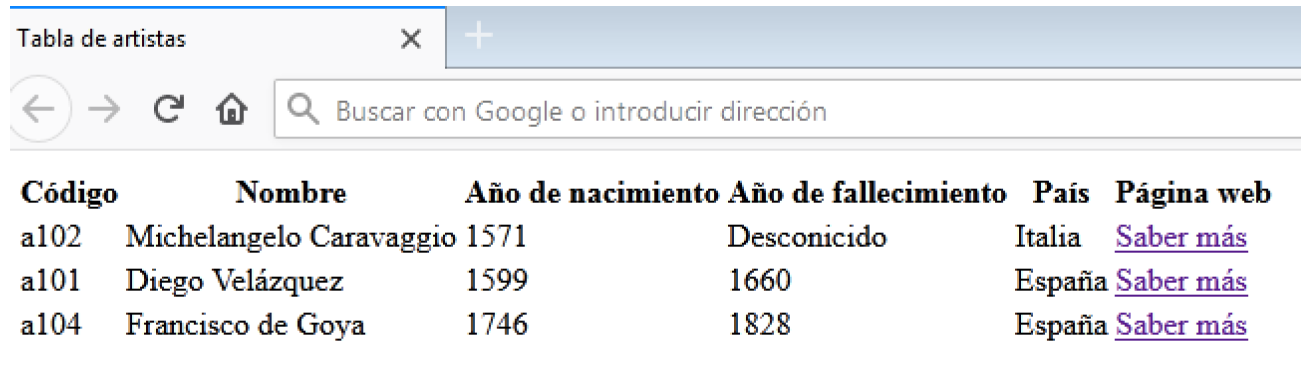 Tabla de artistas
Buscar con Google o introducir dirección
Código Nombre Año de nacimiento Año de fallecimiento País Página web
a102 Michelangelo Caravaggio 1571 Desconicido Italia Saber más
a101 Diego Velázquez 1599 1660 España Saber más
a104 Francisco de Goya 1746 1828 España Saber más